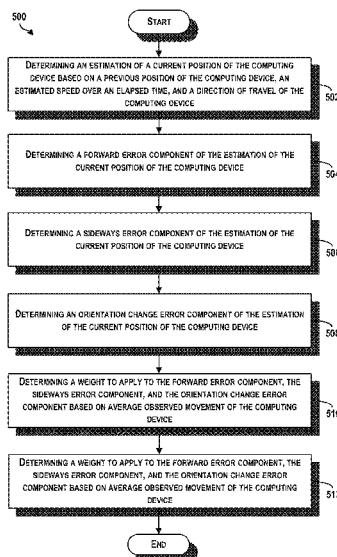 500
START
DETERMINING AN ESTIMATION OF A CURRENT POSITION OF THE COMPUTING
DEVICE BASED ON A PREVIOUS POSITION OF THE COMPUTING DEVICE, AN
ESTIMATED SPEED OVER AN ELAPSED TIME, AND A DIRECTION OF TRAVEL OF THE
COMPUTING DEVICE
502
DETERMINING A FORWARD ERROR COMPONENT OF THE ESTIMATION OF THE
CURRENT POSITION OF THE COMPUTING DEVICE
504
DETERMINING A SIDEWAYS ERROR COMPONENT OF THE ESTIMATION OF THE
CURRENT POSITION OF THE COMPUTING DEVICE
DETERMINING AN ORIENTATION CHANGE ERROR COMPONENT OF THE ESTIMATION
OF THE CURRENT POSITION OF THE COMPUTING DEVICE
DETERMINING A WEIGHT TO APPLY TO THE FORWARD ERROR COMPONENT, THE
SIDEWAYS ERROR COMPONENT, AND THE ORIENTATION CHANGE ERROR
COMPONENT BASED ON AVERAGE OBSERVED MOVEMENT OF THE COMPUTING
DEVICE
DETERMINING A WEIGHT TO APPLY TO THE FORWARD ERROR COMPONENT, THE
SIDEWAYS ERROR COMPONENT, AND THE ORIENTATION CHANGE ERROR
COMPONENT BASED ON AVERAGE OBSERVED MOVEMENT OF THE COMPUTING
DEVICE
END